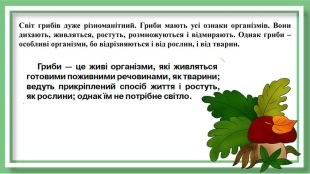 Світ грибів дуже різноманітний. Гриби мають усі ознаки організмів. Вони
дихають, живляться, ростуть, розмножуються і відмирають. Однак гриби –
особливі організми, бо відрізняються і від рослин, і від тварин.
Гриби — це живі організми, які живляться
готовими поживними речовинами, як тварини;
ведуть прикріплений спосіб життя і ростуть,
як рослини; однак їм не потрібне світло.